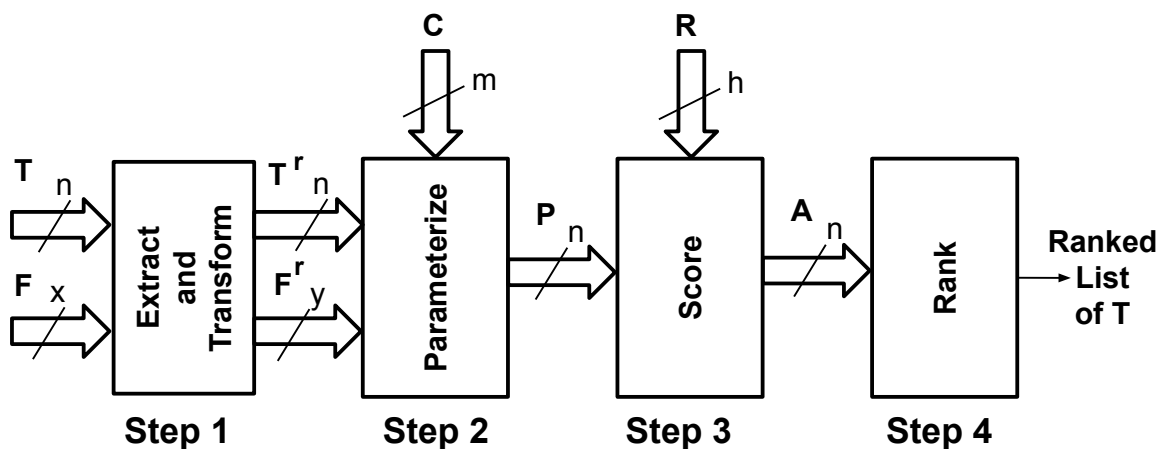 C
m
R
h
T
n
F
x
Extract
and
Transform
T r
n
F r
y
Parameterize
P
n
Score
A
n
Rank
Ranked
List
of T
Step 1
Step 2
Step 3
Step 4